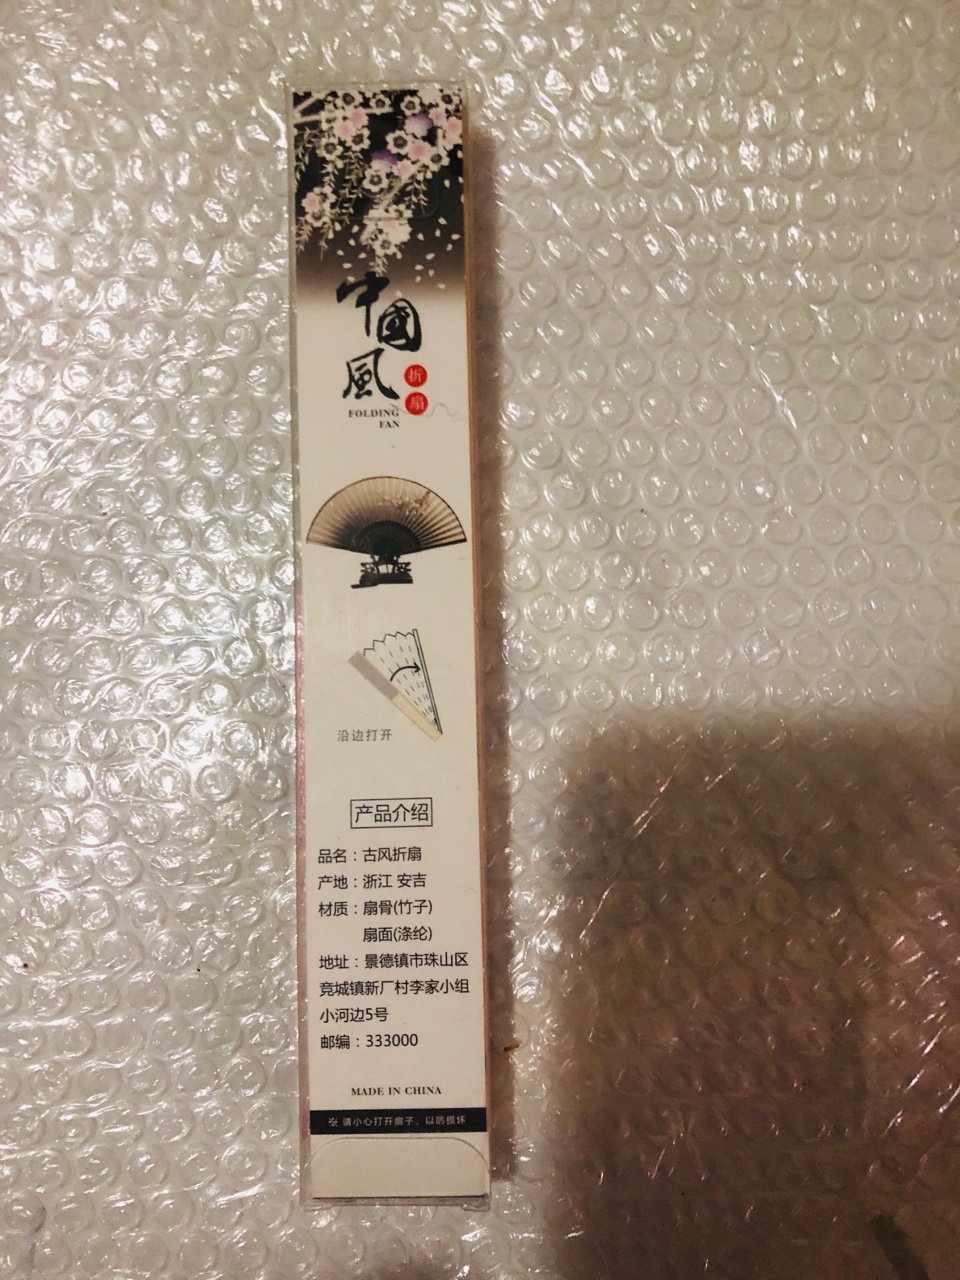 中國
風
折
扇
FOLDING
FAN
沿边打开
产品介绍
品名：古风折扇
产地：浙江 安吉
材质：扇骨(竹子)
扇面(涤纶)
地址：景德镇市珠山区
竞城镇新厂村李家小组
小河边5号
邮编：333000
MADE IN CHINA
※ 请小心打开扇子，以防损坏